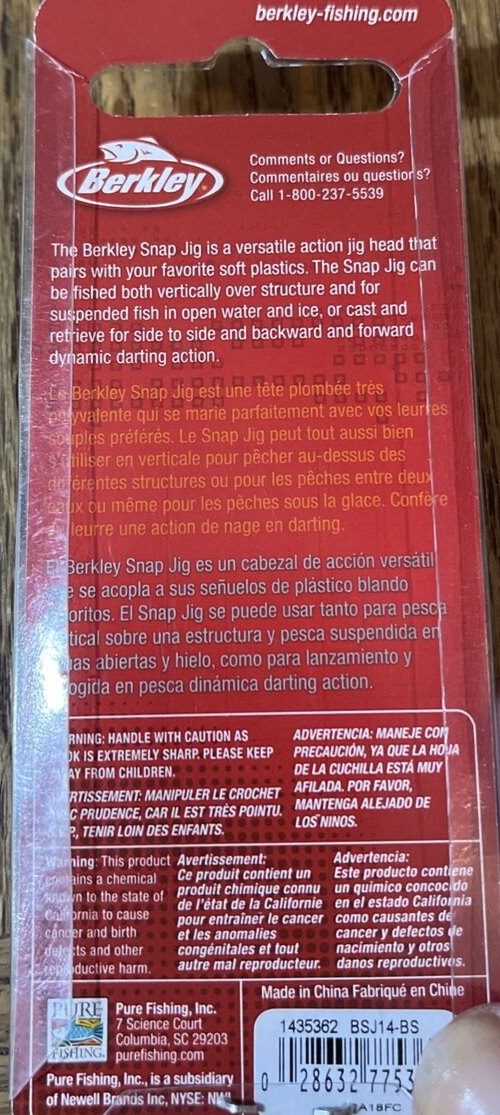 berkley-fishing.com
Berkley
Comments or Questions?
Commentaires ou questions?
Call 1-800-237-5539
The Berkley Snap Jig is a versatile action jig head that
pairs with your favorite soft plastics. The Snap Jig can
be fished both vertically over structure and for
suspended fish in open water and ice, or cast and
retrieve for side to side and backward and forward
dynamic darting action.
Berkley Snap Jig est une tête plombée très
polyvalente qui se marie parfaitement avec vos leurres
souples préférés. Le Snap Jig peut tout aussi bien
s'utiliser en verticale pour pêcher au-dessus des
différentes structures ou pour les pêches entre deux
eaux ou même pour les pêches sous la glace. Confère
leurre une action de nage en darting.
El Berkley Snap Jig es un cabezal de acción versátil
se acopla a sus señuelos de plástico blando
oritos. El Snap Jig se puede usar tanto para pesca
tical sobre una estructura y pesca suspendida en
uas abiertas y hielo, como para lanzamiento y
ogida en pesca dinámica darting action.
RNING: HANDLE WITH CAUTION AS
OK IS EXTREMELY SHARP. PLEASE KEEP
AY FROM CHILDREN.
RTISSEMENT: MANIPULER LE CROCHET
C PRUDENCE, CAR IL EST TRÈS POINTU,
P., TENIR LOIN DES ENFANTS.
ADVERTENCIA: MANEJE CON
PRECAUCIÓN, YA QUE LA HOJA
DE LA CUCHILLA ESTÁ MUY
AFILADA. POR FAVOR,
MANTENGA ALEJADO DE
LOS NINOS.
Warning: This product
contains a chemical
known to the state of
California to cause
cancer and birth
defects and other
reproductive harm.
Avertissement:
Ce produit contient un
produit chimique connu
de l'état de la Californie
pour entraîner le cancer
et les anomalies
congénitales et tout
autre mal reproducteur.
Advertencia:
Este producto contiene
un químico concocido
en el estado California
como causantes de
cancer y defectos de
nacimiento y otros
danos reproductivos.
Made in China Fabriqué en Chine
PURE
FISHING.
Pure Fishing, Inc.
7 Science Court
Columbia, SC 29203
purefishing.com
Pure Fishing, Inc., is a subsidiary
of Newell Brands Inc, NYSE: NWL
1435362 BSJ14-BS
0 28632 7753
A18FC